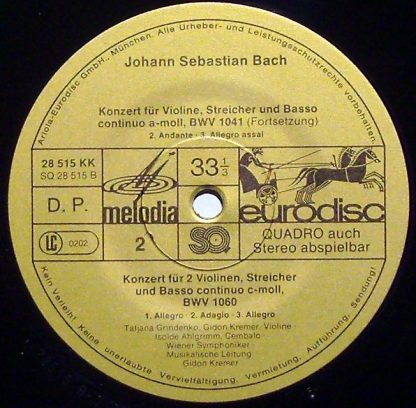 Ariola-Eurodisc GmbH., München. Alle Urheber- und Leistungsschutzrechte vorbehalten.
Johann Sebastian Bach
Konzert für Violine, Streicher und Basso
continuo a-moll, BWV 1041 (Fortsetzung)
2. Andante · 3. Allegro assai
28 515 KK
SQ 28 515 B
33 1/3
D. P.
melodia
eurodisc
LC 0202
2
SQ
QUADRO auch
Stereo abspielbar
Konzert für 2 Violinen, Streicher
und Basso continuo c-moll,
BWV 1060
1. Allegro · 2. Adagio · 3. Allegro
Tatjana Grindenko, Gidon Kremer, Violine
Isolde Ahlgrimm, Cembalo
Wiener Symphoniker
Musikalische Leitung
Gidon Kremer
Kein Verleih! Keine unerlaubte Vervielfältigung, Vermietung, Aufführung, Sendung!